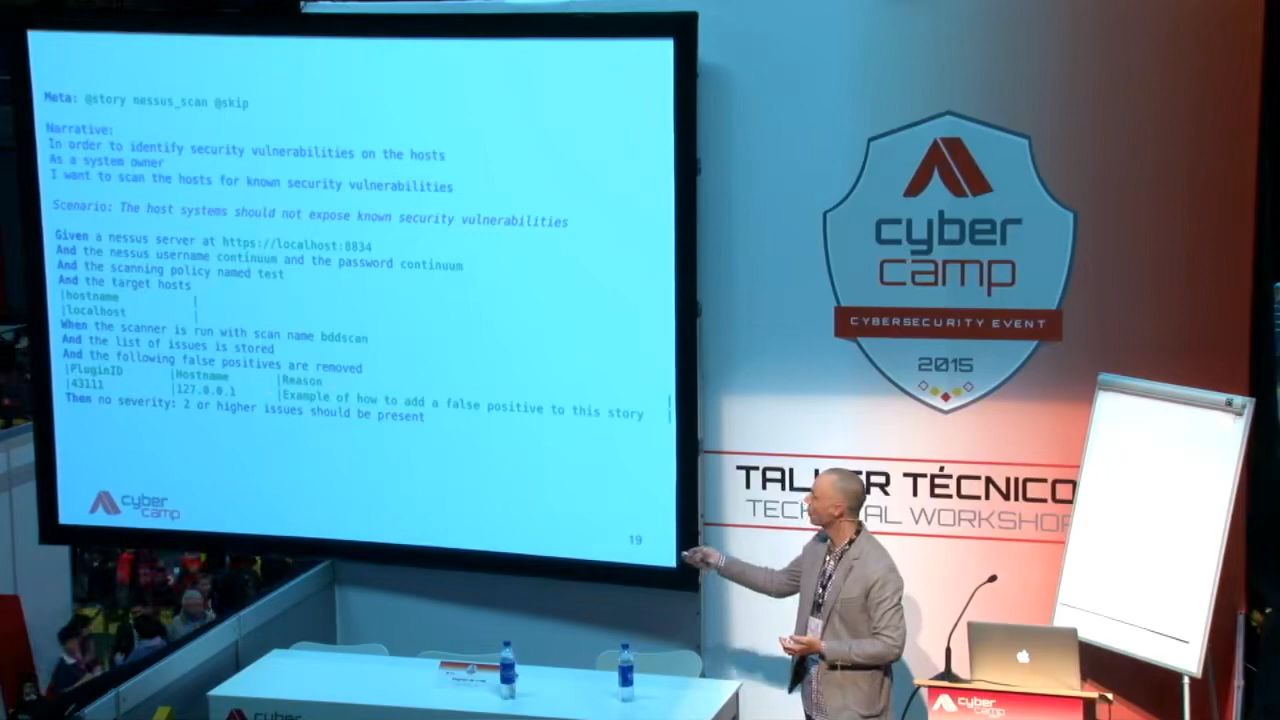 Meta: @story nessus_scan @skip
Narrative:
In order to identify security vulnerabilities on the hosts
As a system owner
I want to scan the hosts for known security vulnerabilities
Scenario: The host systems should not expose known security vulnerabilities
Given a nessus server at https://localhost:8834
And the nessus username continuum and the password continuum
And the scanning policy named test
And the target hosts
|hostname |
|localhost |
When the scanner is run with scan name bddscan
And the list of issues is stored
And the following false positives are removed
|PluginID |Hostname |Reason |
|43111 |127.0.0.1 |Example of how to add a false positive to this story |
Then no severity: 2 or higher issues should be present
cyber
camp
19
cyber
camp
CYBERSECURITY EVENT
2015
TALLER TÉCNICO
TECHNICAL WORKSHOP
cyber
cyber
camp